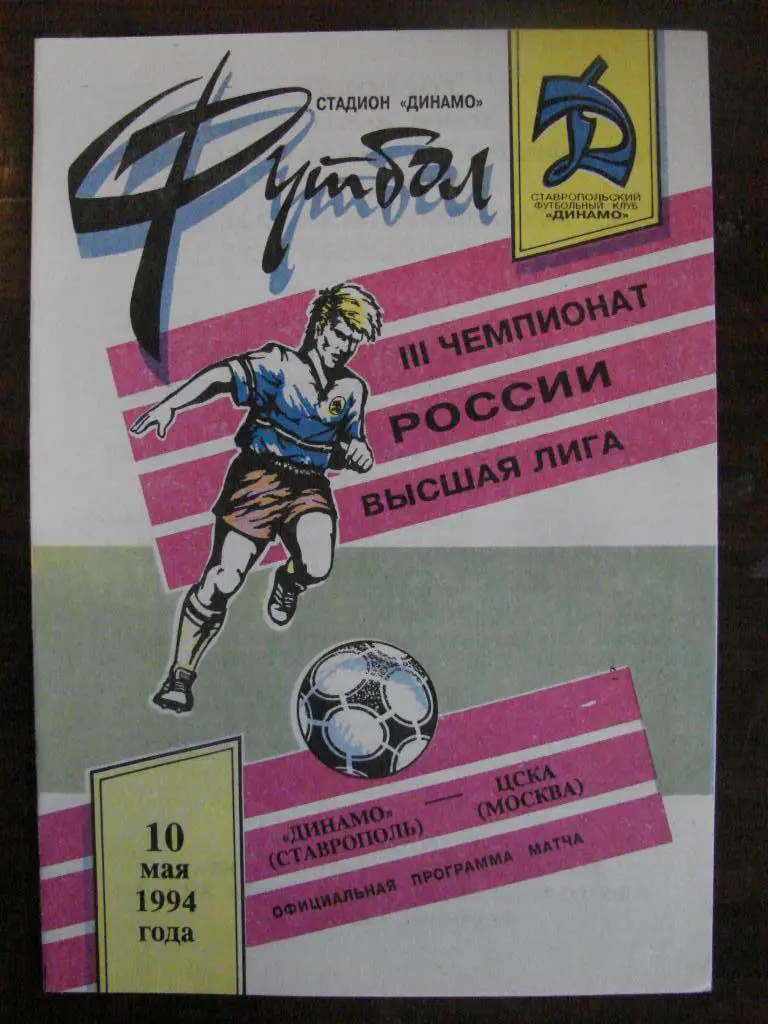 СТАДИОН «ДИНАМО»
Футбол
Д
СТАВРОПОЛЬСКИЙ
ФУТБОЛЬНЫЙ КЛУБ
«ДИНАМО»
III ЧЕМПИОНАТ
РОССИИ
ВЫСШАЯ ЛИГА
«ДИНАМО» — ЦСКА
(СТАВРОПОЛЬ) (МОСКВА)
ОФИЦИАЛЬНАЯ ПРОГРАММА МАТЧА
10
мая
1994
года